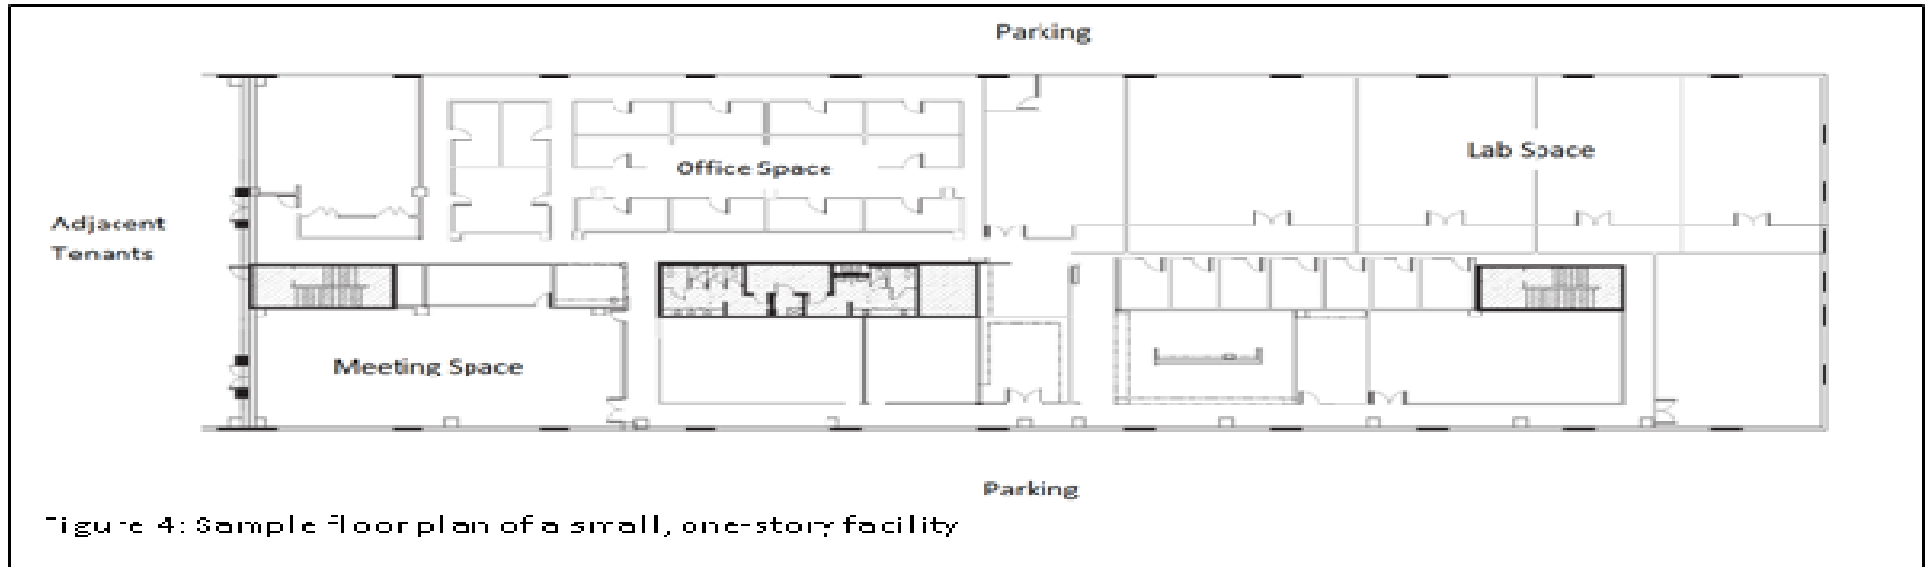 Parking
Office Space
Lab Space
Adjacent
Tenants
Meeting Space
Parking
Figure 4: Sample floor plan of a small, one-story facility